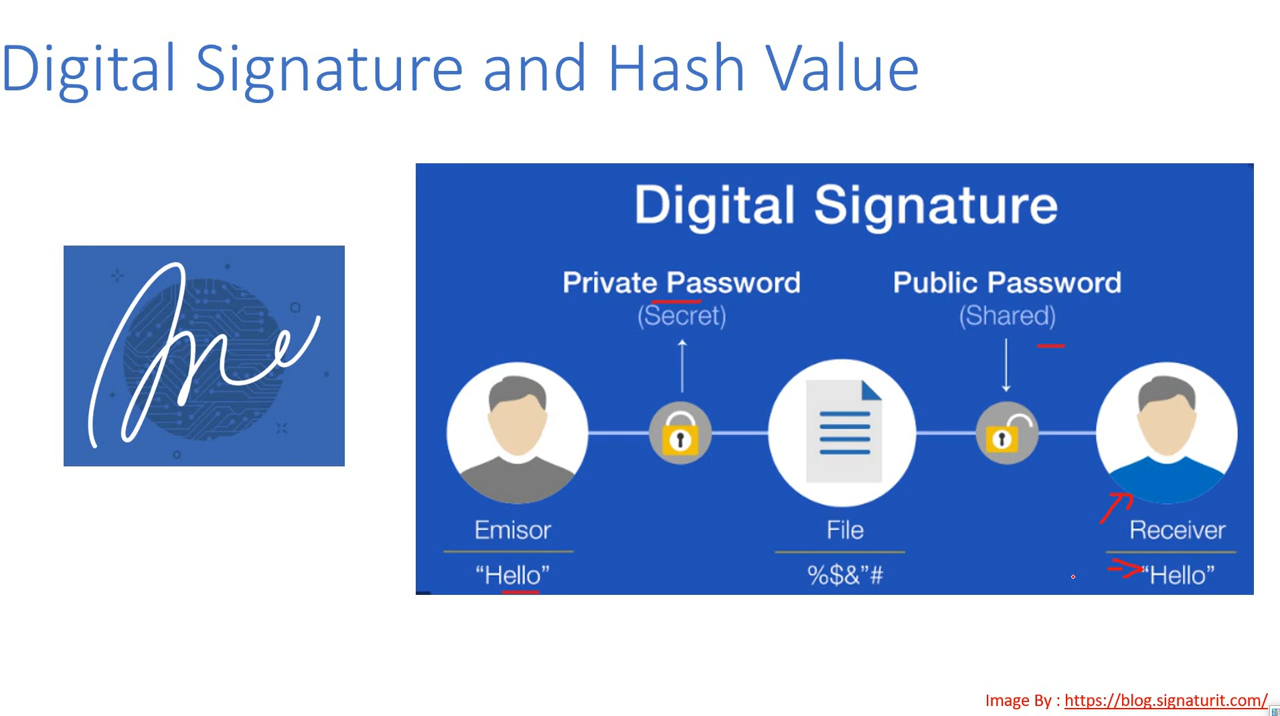 Digital Signature and Hash Value
Digital Signature
Private Password
(Secret)
Public Password
(Shared)
Emisor
"Hello"
File
%$&"#
Receiver
"Hello"
Image By : https://blog.signaturit.com/